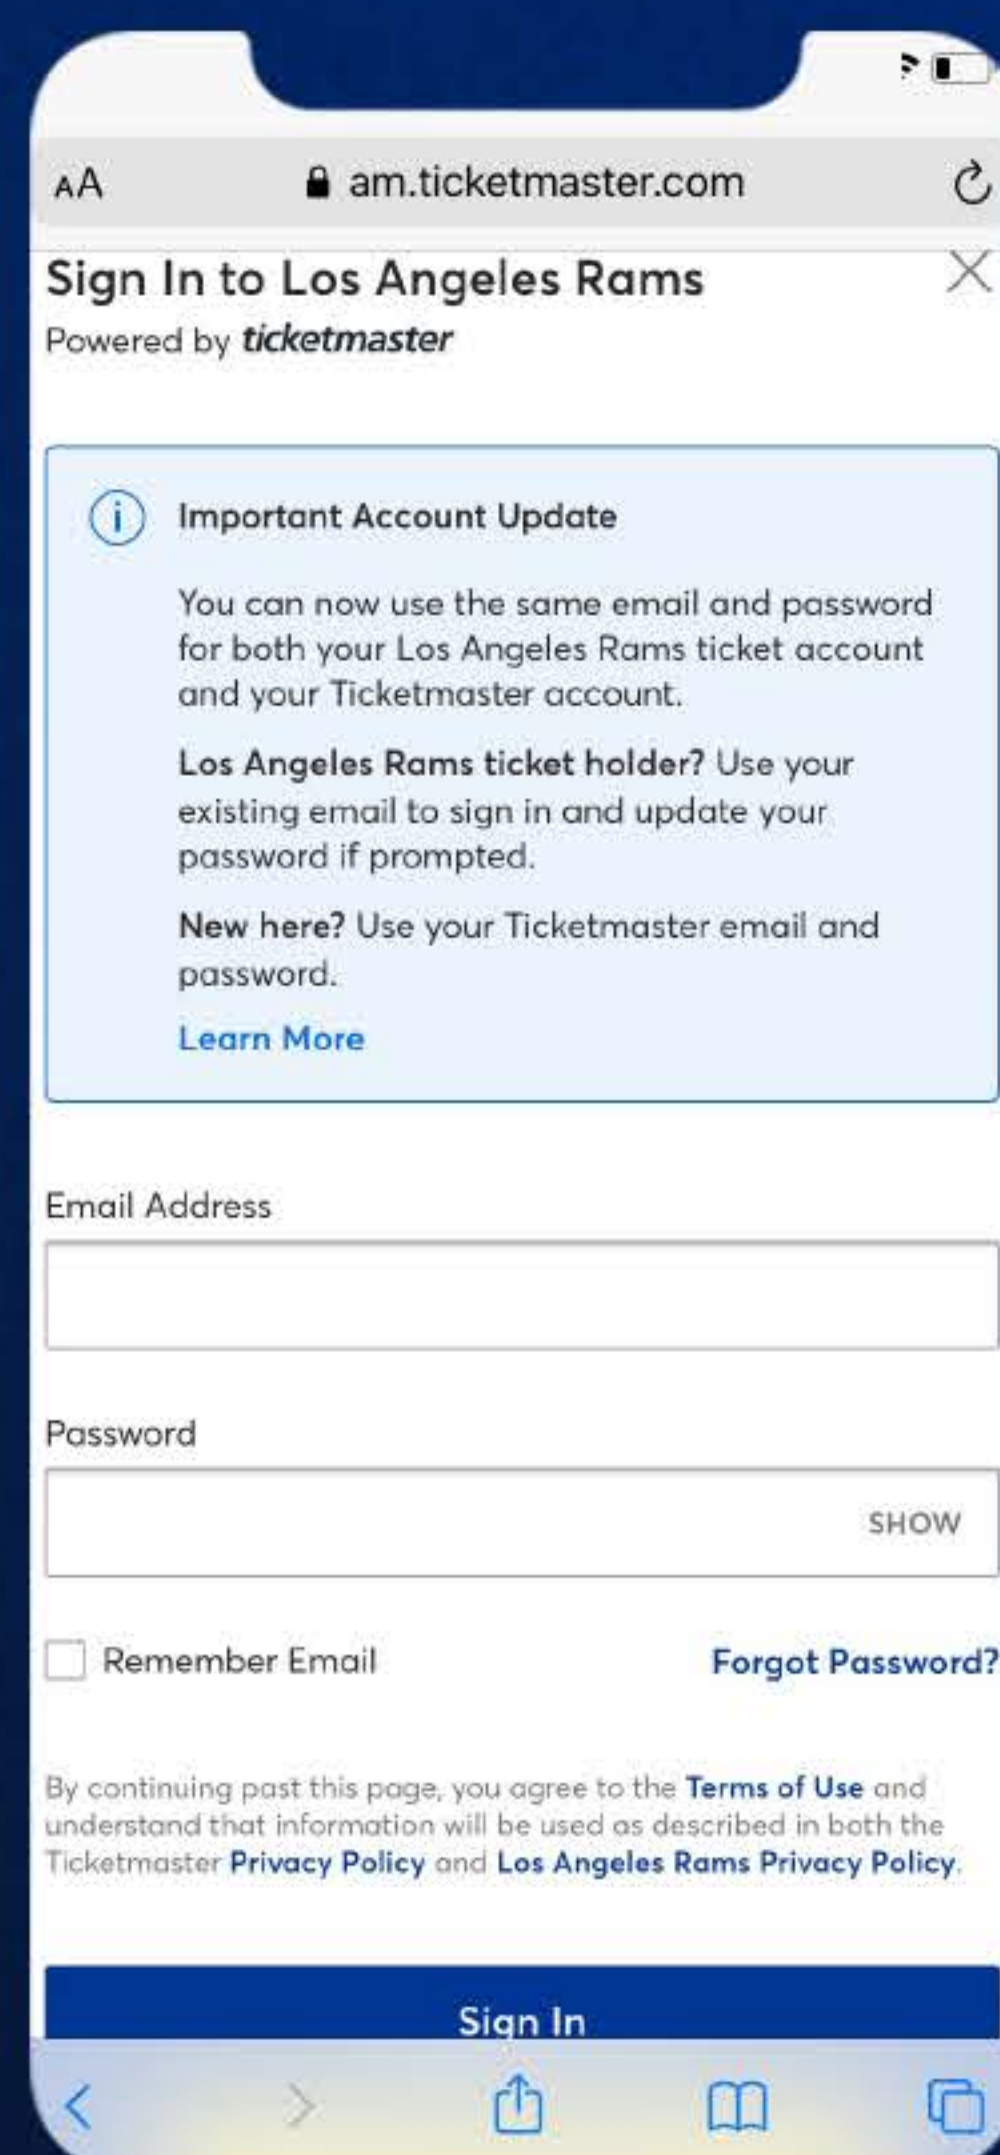 AA am.ticketmaster.com
Sign In to Los Angeles Rams
Powered by ticketmaster
Important Account Update
You can now use the same email and password
for both your Los Angeles Rams ticket account
and your Ticketmaster account.
Los Angeles Rams ticket holder? Use your
existing email to sign in and update your
password if prompted.
New here? Use your Ticketmaster email and
password.
Learn More
Email Address
Password
SHOW
Remember Email Forgot Password?
By continuing past this page, you agree to the Terms of Use and
understand that information will be used as described in both the
Ticketmaster Privacy Policy and Los Angeles Rams Privacy Policy.
Sign In